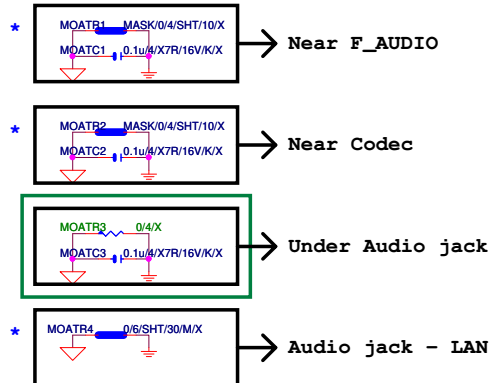 * MOATR1 MASK/0/4/SHT/10/X
MOATC1 0.1u/4/X7R/16V/K/X
Near F_AUDIO
* MOATR2 MASK/0/4/SHT/10/X
MOATC2 0.1u/4/X7R/16V/K/X
Near Codec
MOATR3 0/4/X
MOATC3 0.1u/4/X7R/16V/K/X
Under Audio jack
* MOATR4 0/6/SHT/30/M/X
Audio jack - LAN